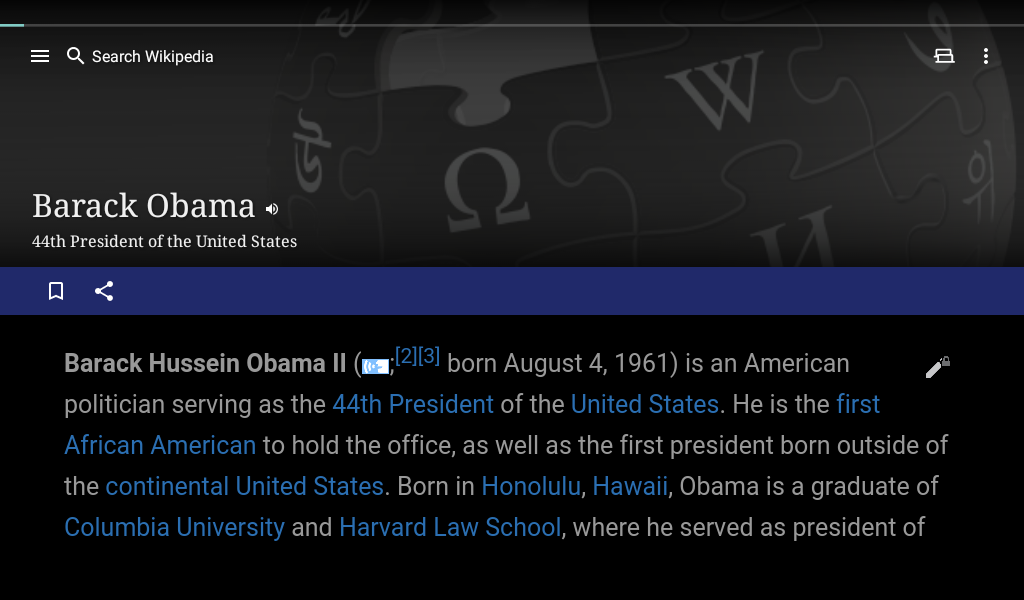 Search Wikipedia
W
Ω
И
Barack Obama
44th President of the United States
Barack Hussein Obama II (;[2][3] born August 4, 1961) is an American
politician serving as the 44th President of the United States. He is the first
African American to hold the office, as well as the first president born outside of
the continental United States. Born in Honolulu, Hawaii, Obama is a graduate of
Columbia University and Harvard Law School, where he served as president of